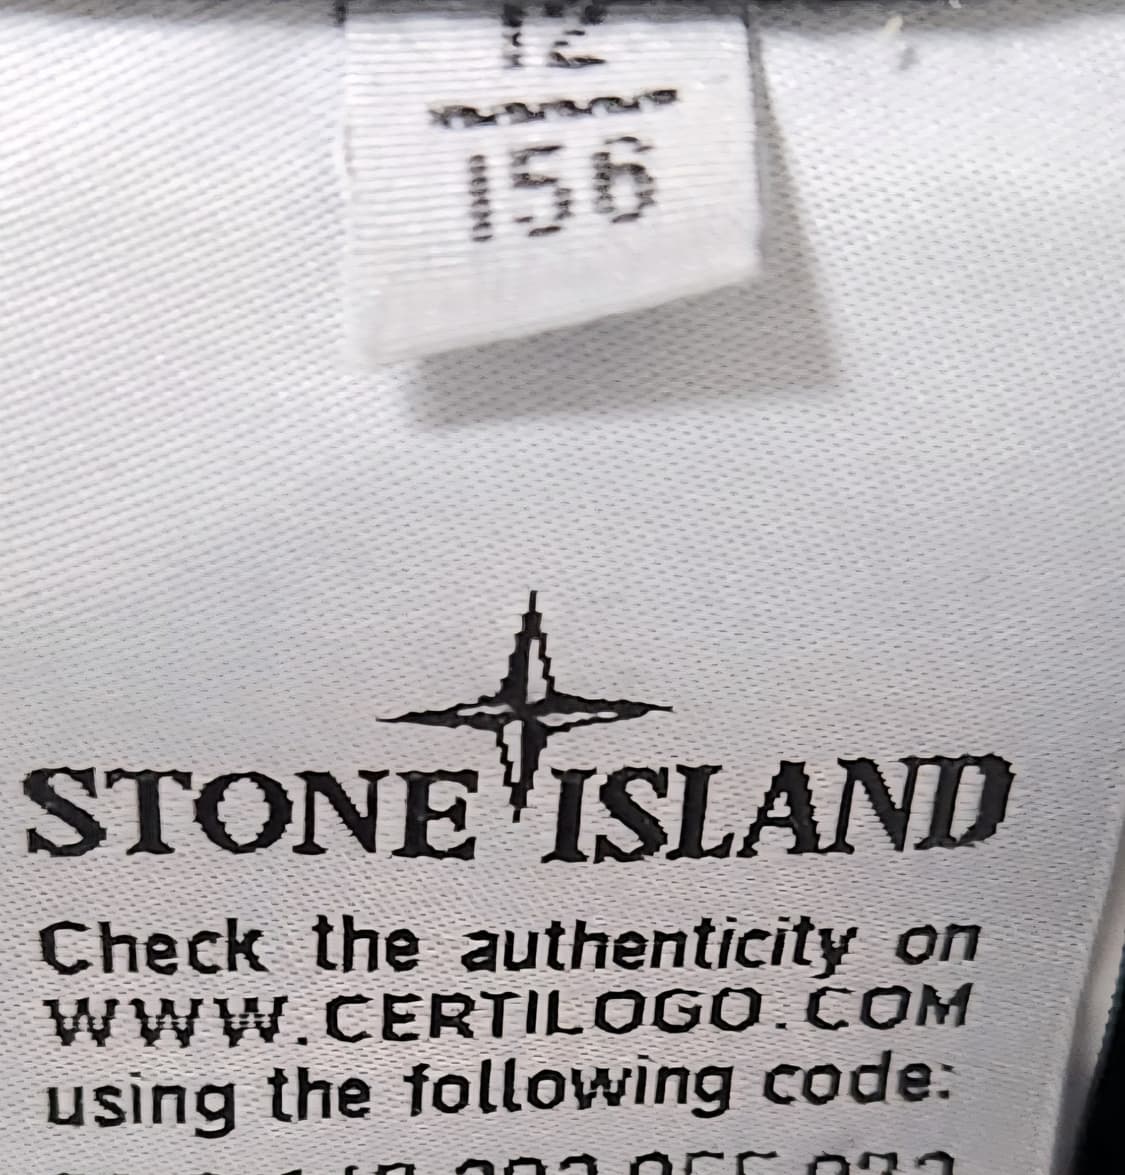 12
156
STONE ISLAND
Check the authenticity on
WWW.CERTILOGO.COM
using the following code: